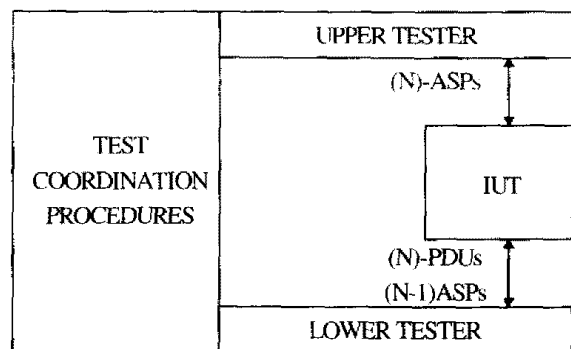 UPPER TESTER
(N)-ASPs
TEST
COORDINATION
PROCEDURES
IUT
(N)-PDUs
(N-1)ASPs
LOWER TESTER